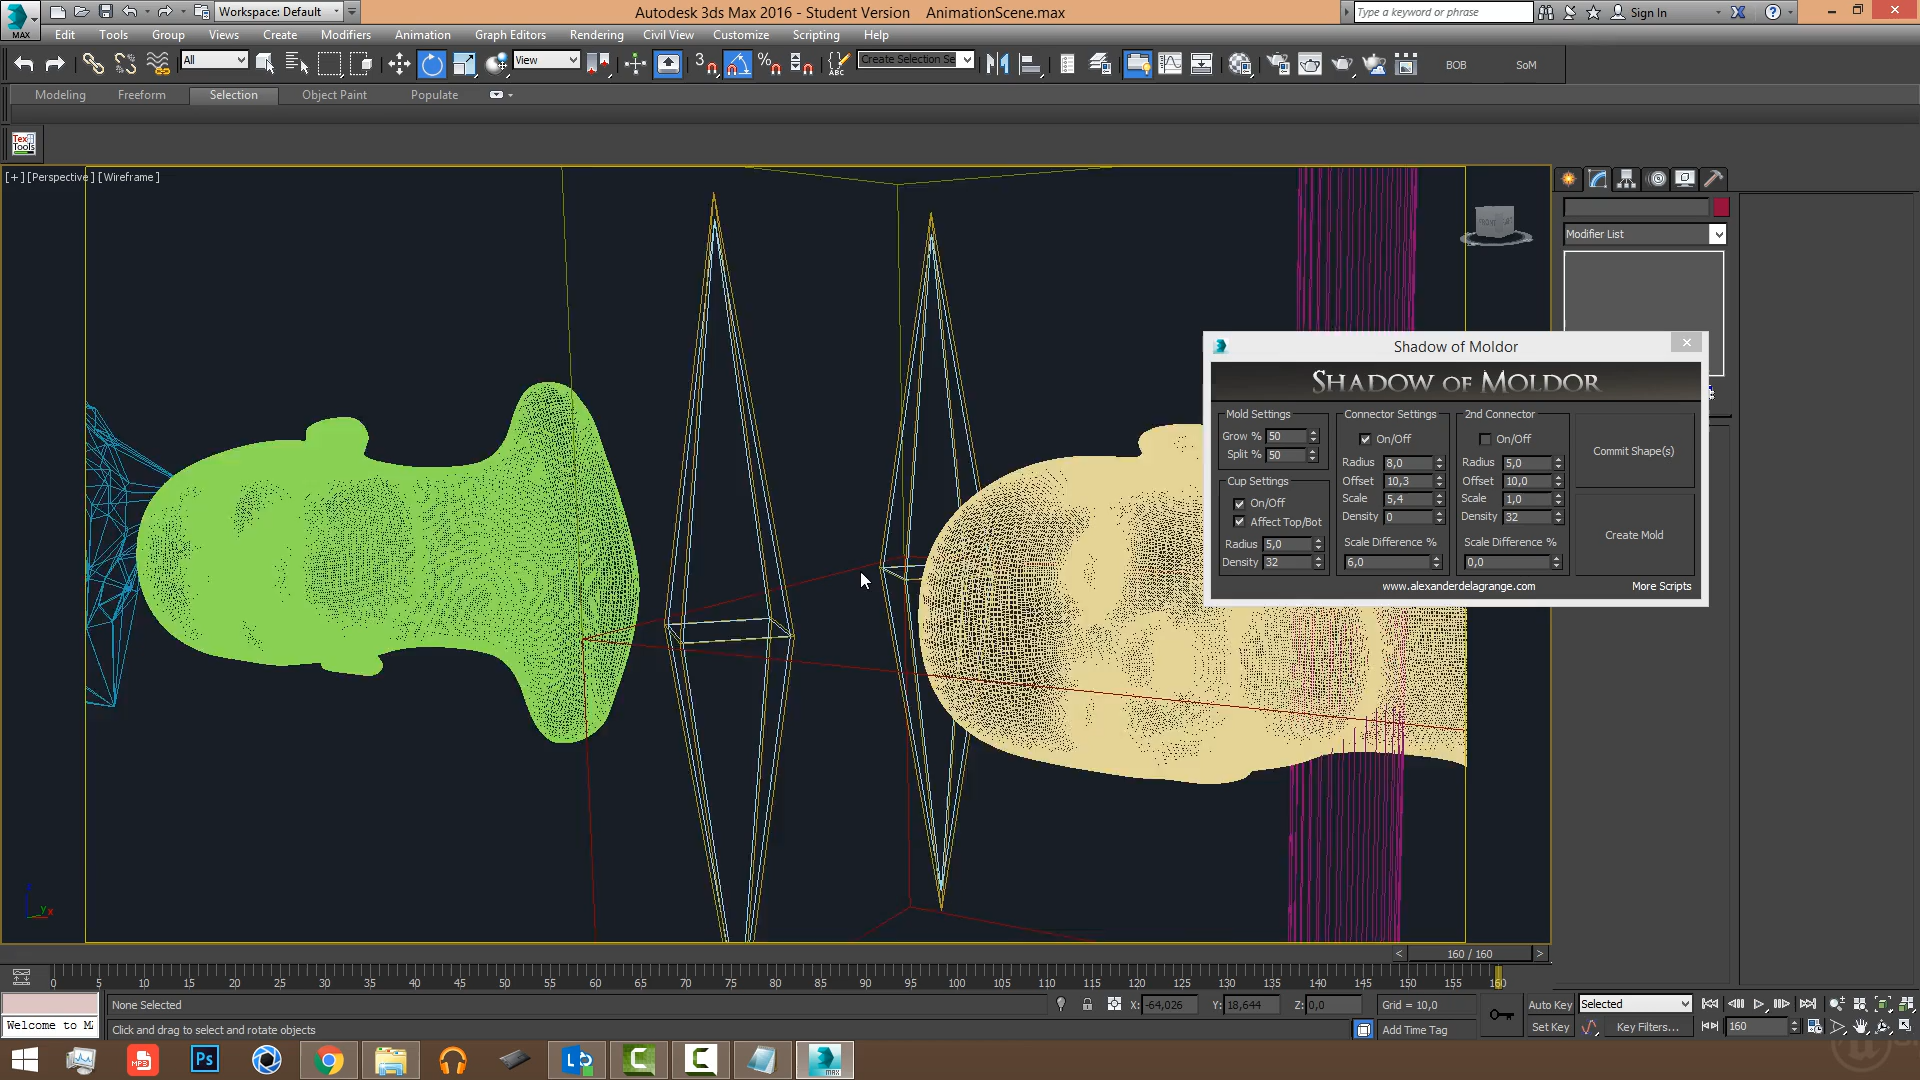 Workspace: Default
Autodesk 3ds Max 2016 - Student Version AnimationScene.max
Type a keyword or phrase
Sign In
MAX
Edit Tools Group Views Create Modifiers Animation Graph Editors Rendering Civil View Customize Scripting Help
All
View
3
ABC
Create Selection Se
BOB
SoM
Modeling Freeform Selection Object Paint Populate
Tex
Tools
[+] [Perspective] [Wireframe]
FRONT
Modifier List
Shadow of Moldor
SHADOW OF MOLDOR
Mold Settings
Grow % 50
Split % 50
Cup Settings
On/Off
Affect Top/Bot
Radius 5,0
Density 32
Connector Settings
On/Off
Radius 8,0
Offset 10,3
Scale 5,4
Density 0
Scale Difference %
6,0
2nd Connector
On/Off
Radius 5,0
Offset 10,0
Scale 1,0
Density 32
Scale Difference %
0,0
Commit Shape(s)
Create Mold
www.alexanderdelagrange.com
More Scripts
160 / 160
0 5 10 15 20 25 30 35 40 45 50 55 60 65 70 75 80 85 90 95 100 105 110 115 120 125 130 135 140 145 150 155 160
None Selected
X: -64,026 Y: 18,644 Z: 0,0
Grid = 10,0
Auto Key
Selected
Welcome to M
Click and drag to select and rotate objects
Add Time Tag
Set Key
Key Filters...
160
MP3
Ps
MAX